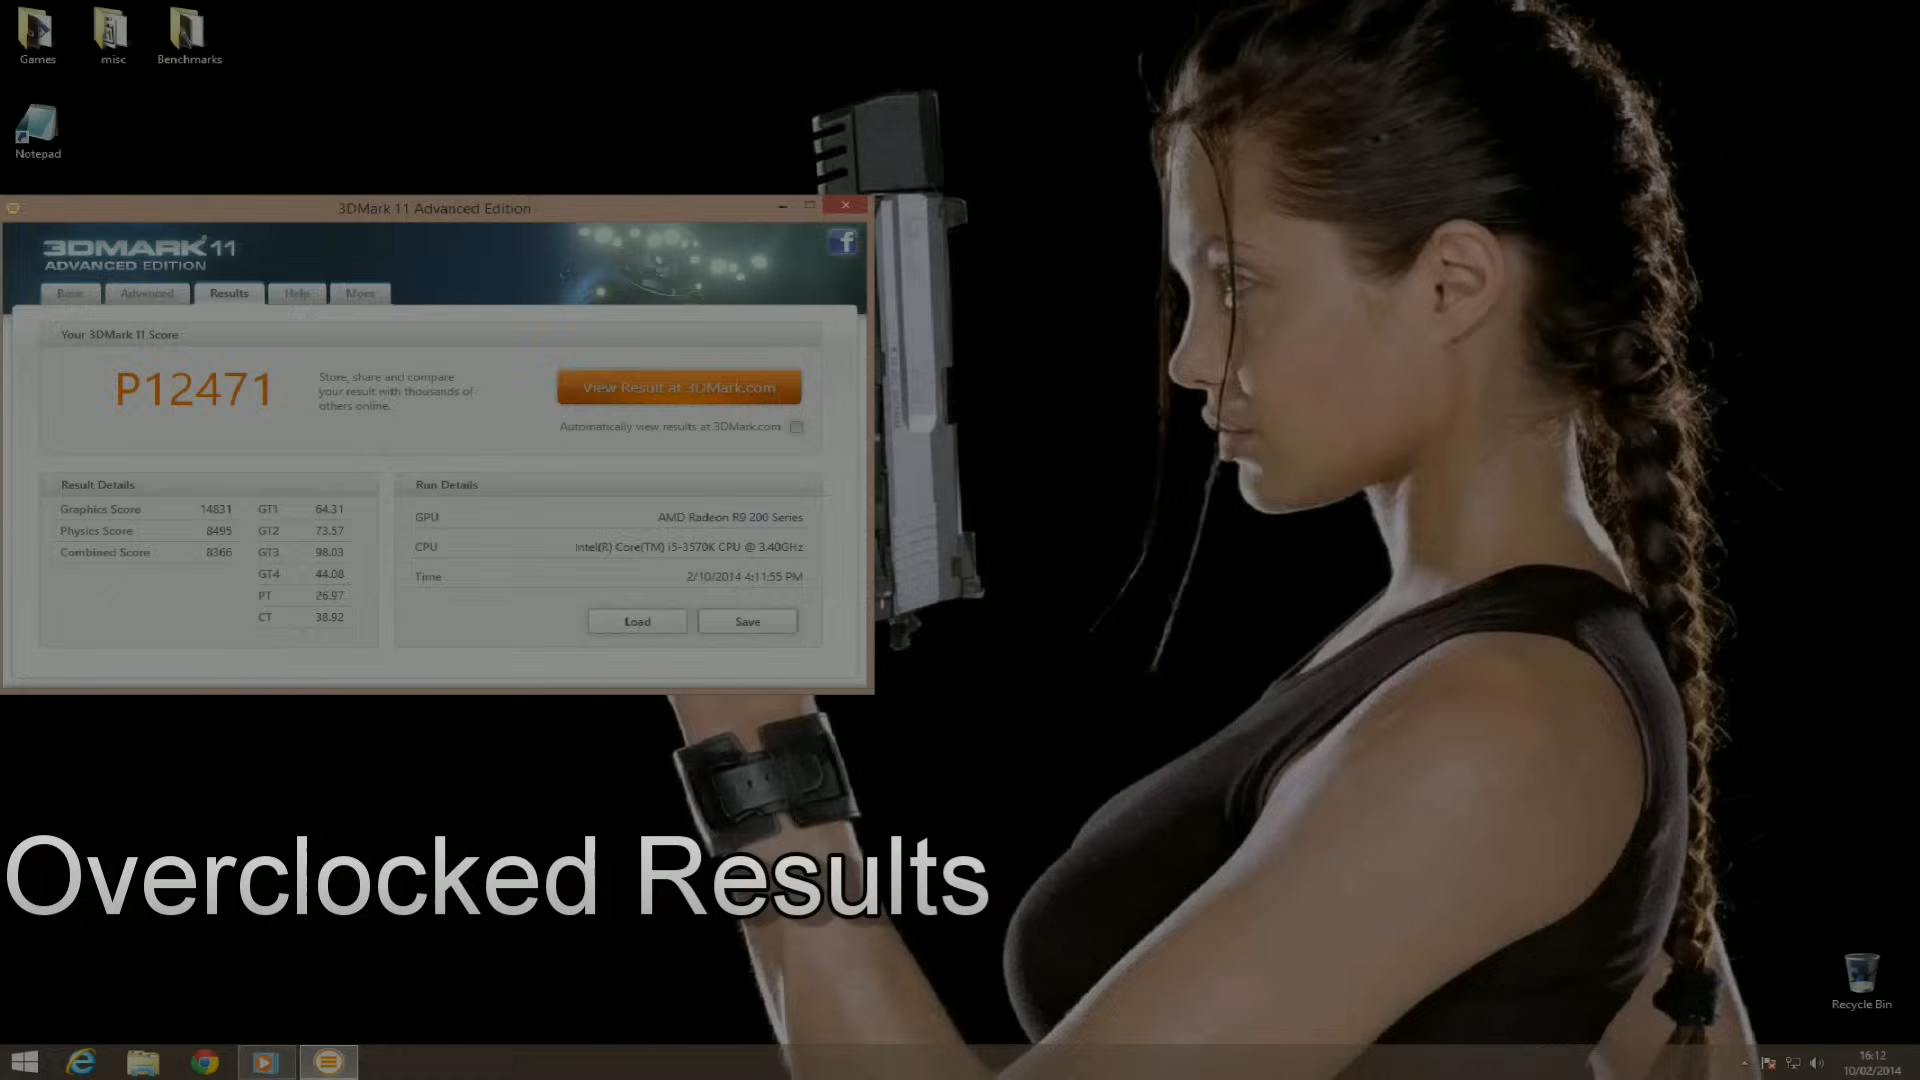 Games
misc
Benchmarks
Notepad
3DMark 11 Advanced Edition
3DMARK 11
ADVANCED EDITION
Basic
Advanced
Results
Help
More
Your 3DMark 11 Score
P12471
Store, share and compare
your result with thousands of
others online.
View Result at 3DMark.com
Automatically view results at 3DMark.com
Result Details
Graphics Score 14831 GT1 64.31
Physics Score 8495 GT2 73.57
Combined Score 8366 GT3 98.03
GT4 44.08
PT 26.97
CT 38.92
Run Details
GPU AMD Radeon R9 200 Series
CPU Intel(R) Core(TM) i5-3570K CPU @ 3.40GHz
Time 2/10/2014 4:11:55 PM
Load
Save
Overclocked Results
Recycle Bin
16:12
10/02/2014